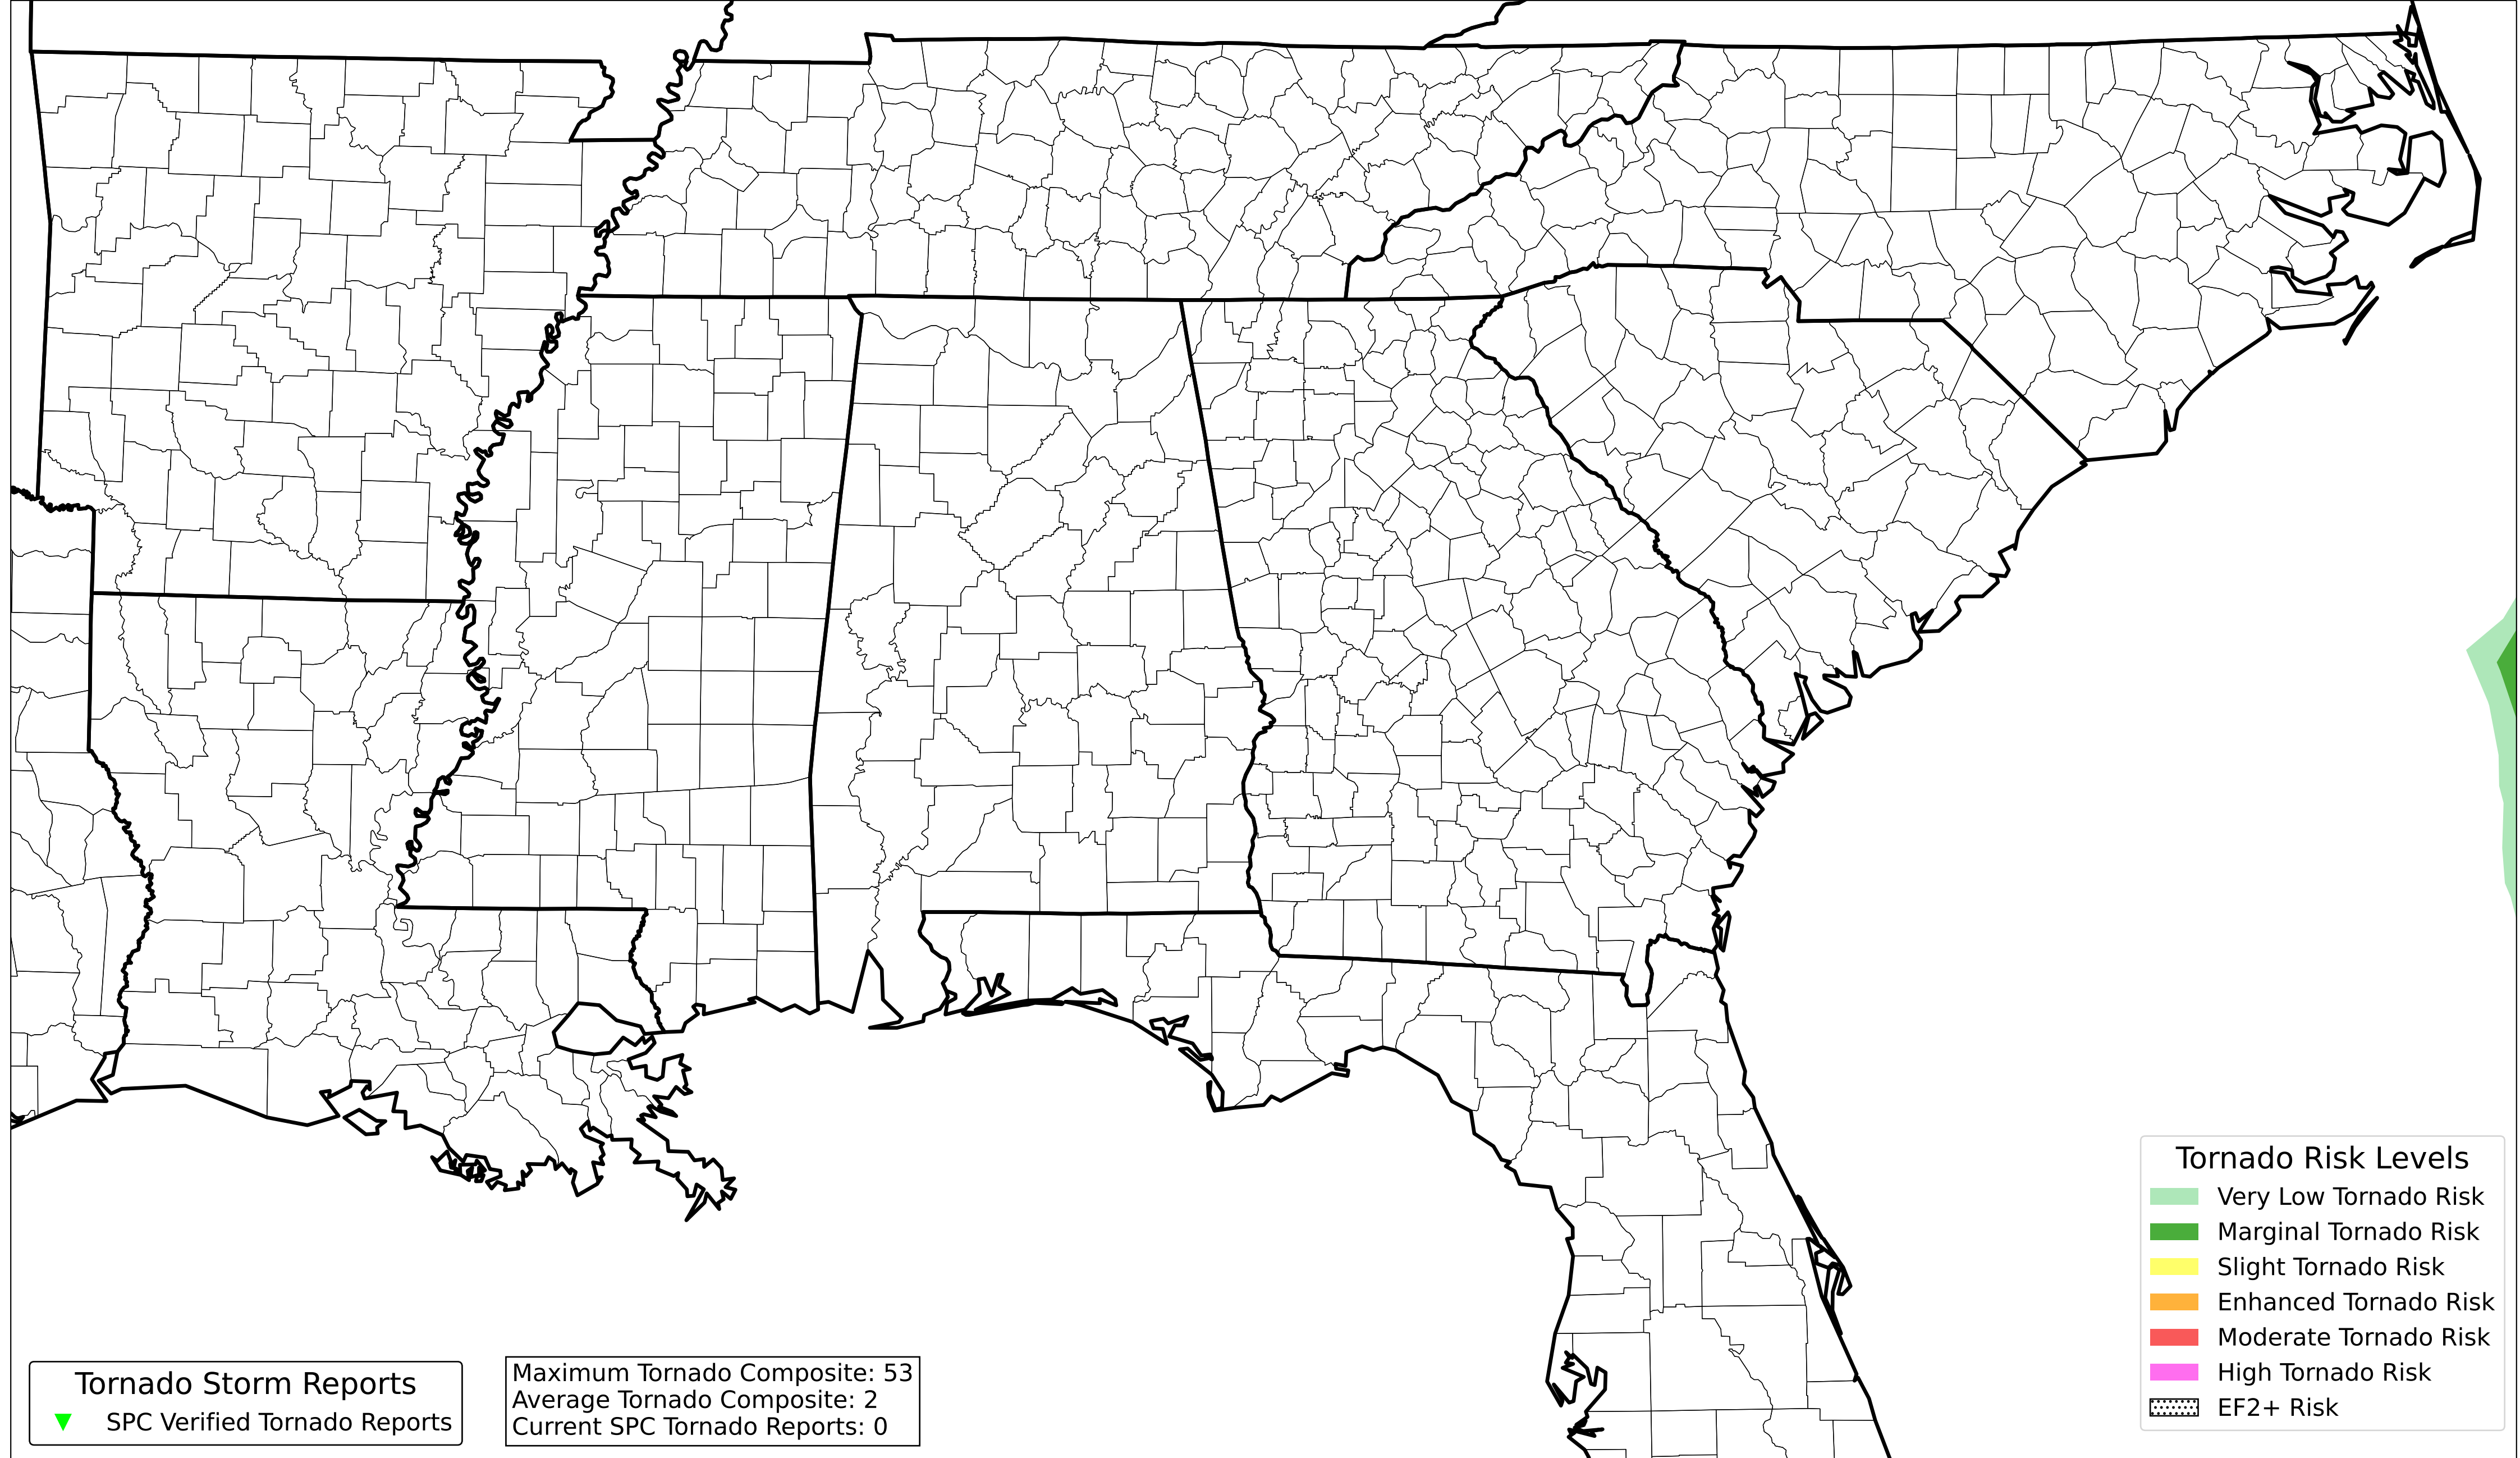 Tornado Risk Levels
Very Low Tornado Risk
Marginal Tornado Risk
Slight Tornado Risk
Enhanced Tornado Risk
Moderate Tornado Risk
High Tornado Risk
EF2+ Risk
Tornado Storm Reports
SPC Verified Tornado Reports
Maximum Tornado Composite: 53
Average Tornado Composite: 2
Current SPC Tornado Reports: 0